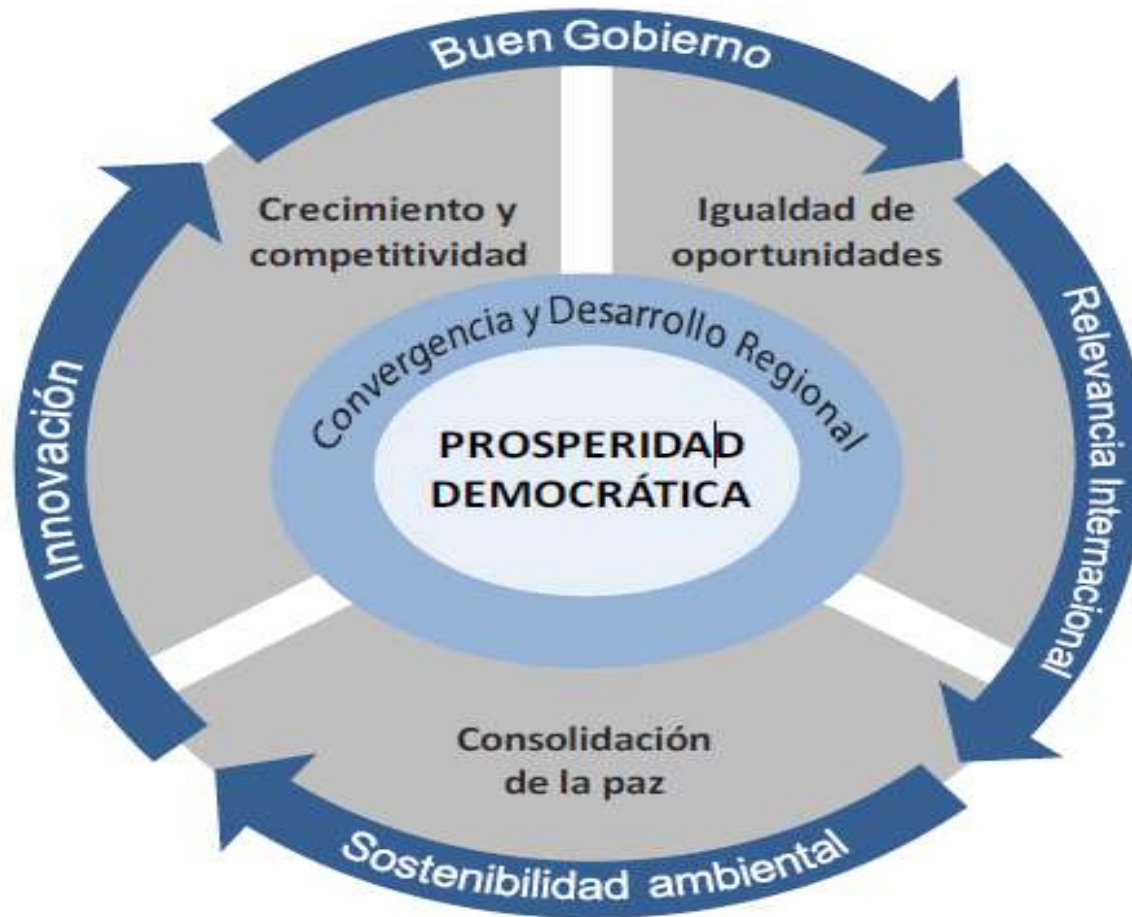 Buen Gobierno
Crecimiento y
competitividad
Igualdad de
oportunidades
Relevancia Internacional
Innovación
Convergencia y Desarrollo Regional
PROSPERIDAD
DEMOCRÁTICA
Consolidación
de la paz
Sostenibilidad ambiental